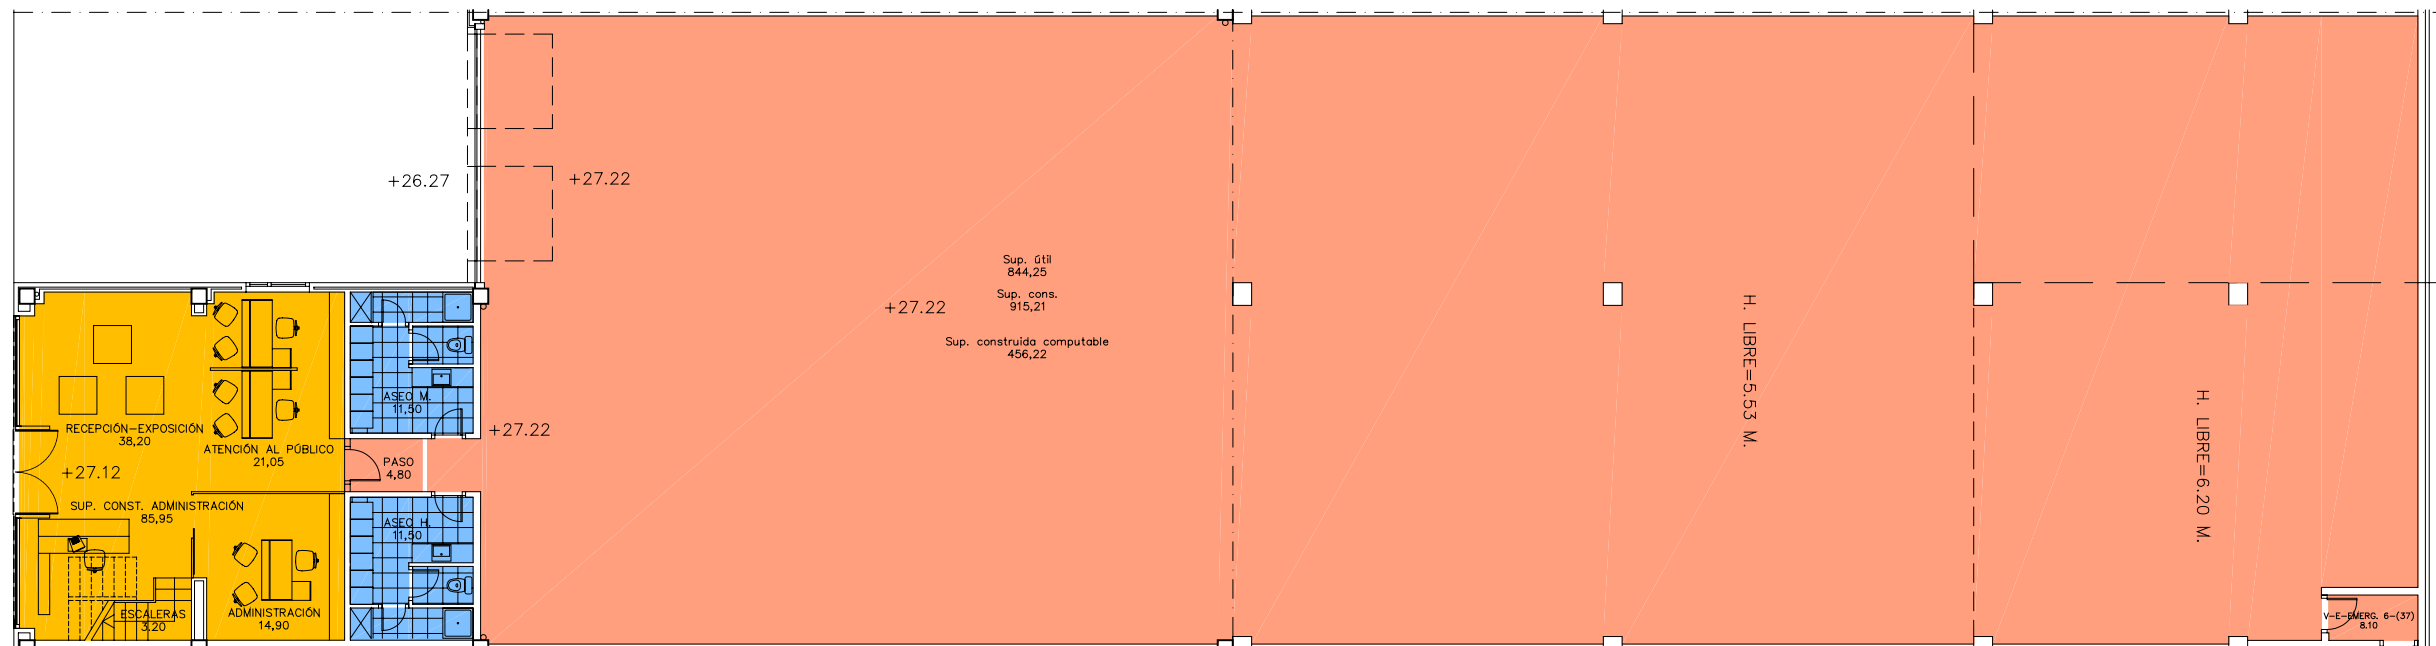 +26.27
+27.22
Sup. útil
844,25
Sup. cons.
915,21
+27.22
Sup. construida computable
456,22
H. LIBRE=5.53 M.
H. LIBRE=6.20 M.
ASEO M.
11,50
RECEPCIÓN-EXPOSICIÓN
38,20
+27.22
ATENCIÓN AL PÚBLICO
21,05
PASO
4,80
+27.12
SUP. CONST. ADMINISTRACIÓN
85,95
ASEO H.
11,50
ESCALERAS
3.20
ADMINISTRACIÓN
14,90
V-E-EMERG. 6-(37)
8.10